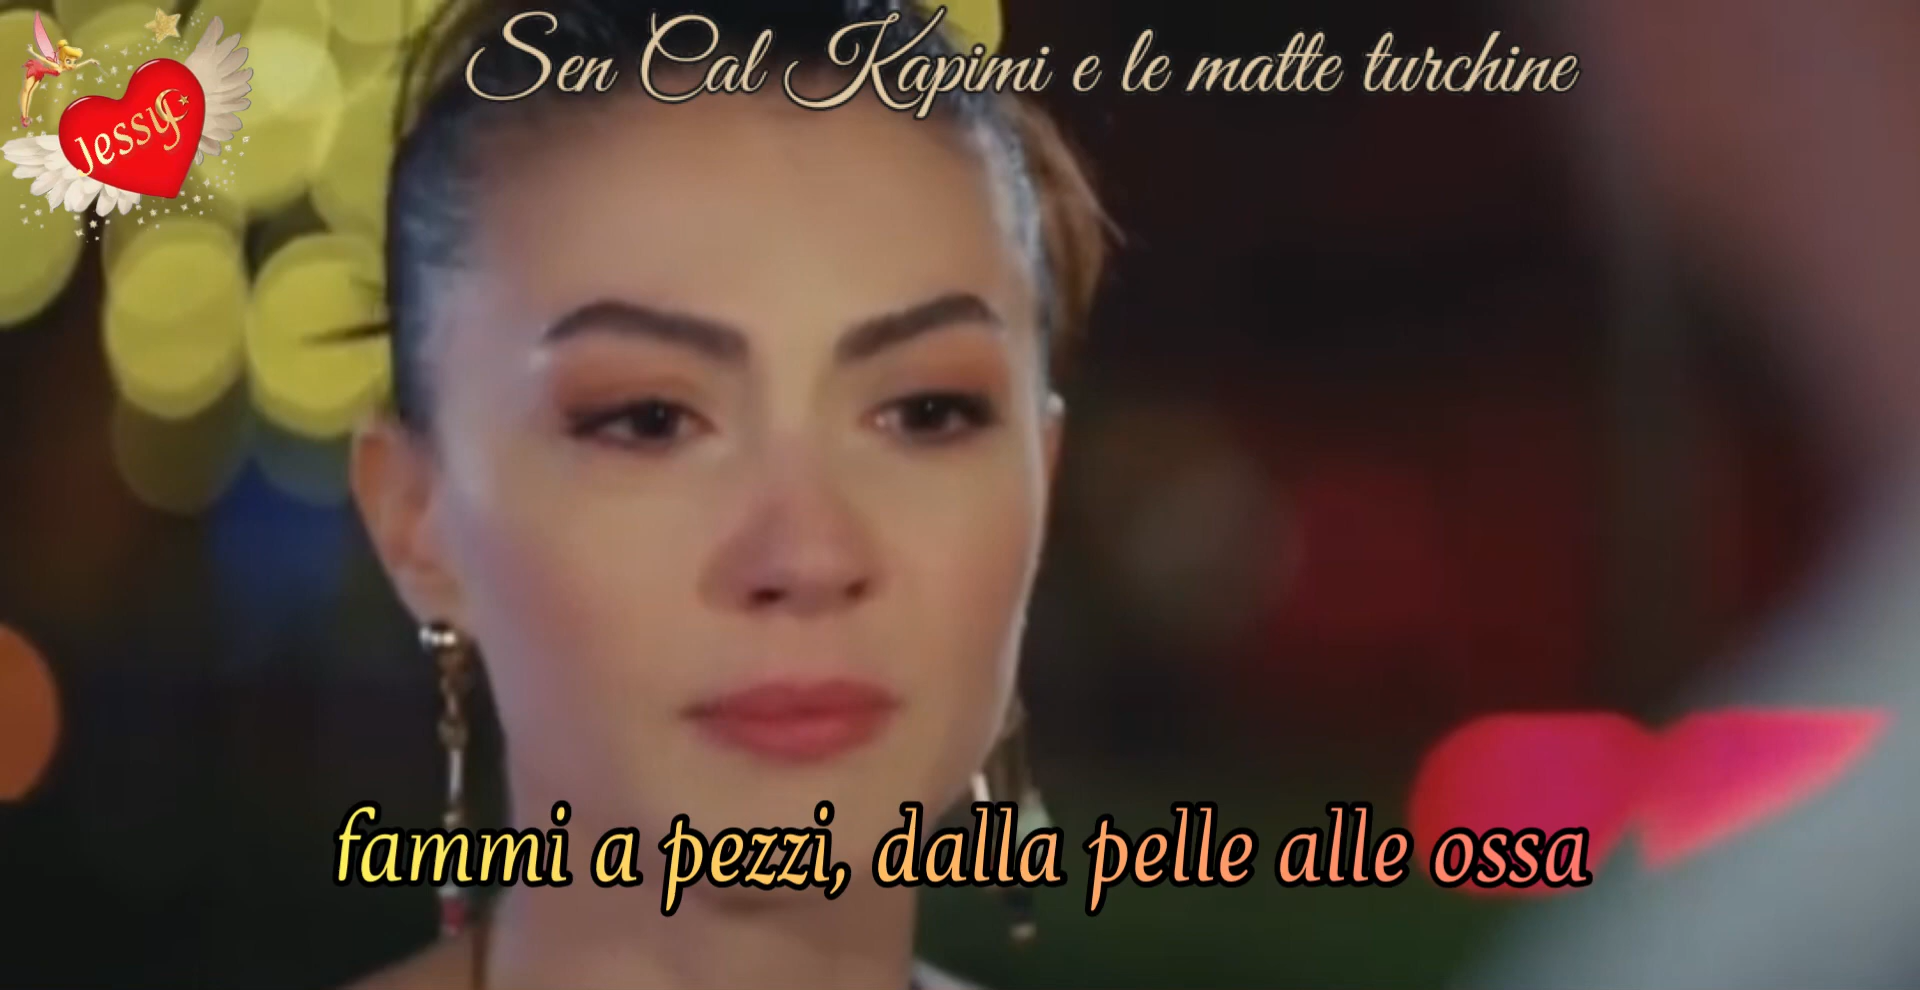 Sen Cal Kapimi e le matte turchine
Jessy
fammi a pezzi, dalla pelle alle ossa